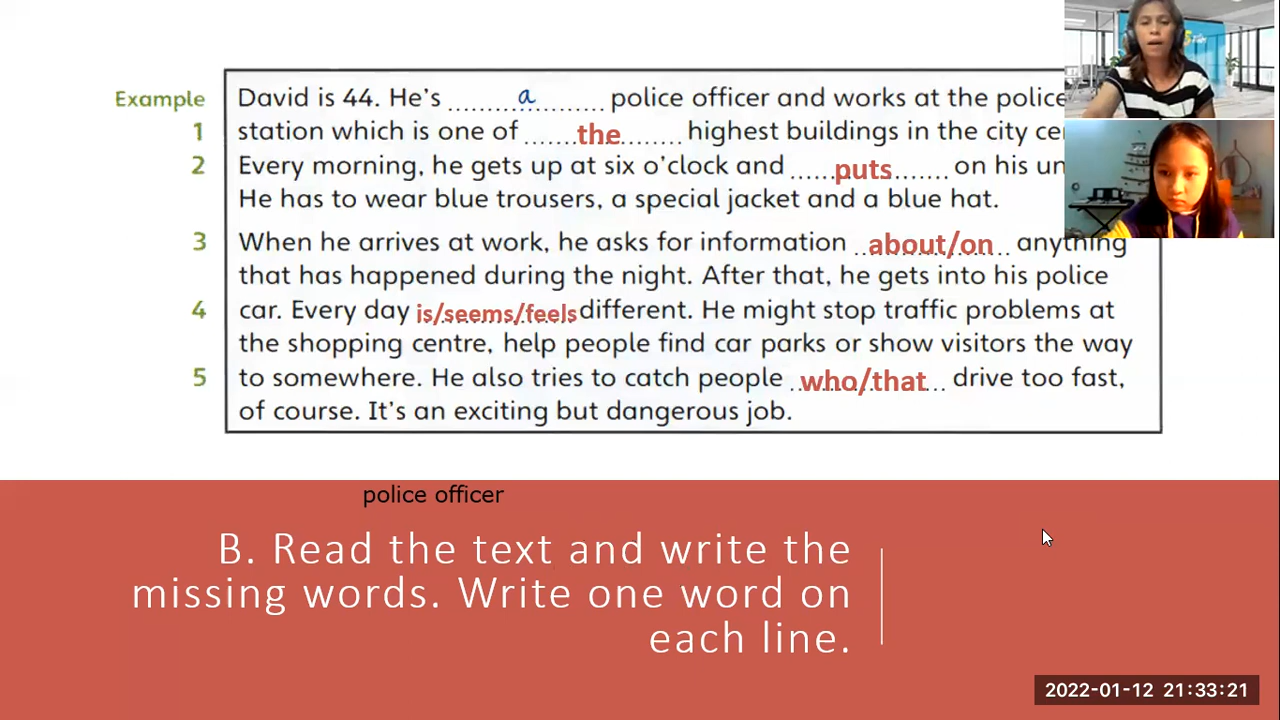 Example David is 44. He's ..........a.......... police officer and works at the police
1 station which is one of .......the.......... highest buildings in the city
2 Every morning, he gets up at six o'clock and ......puts........ on his
He has to wear blue trousers, a special jacket and a blue hat.
3 When he arrives at work, he asks for information ..about/on.. anything
that has happened during the night. After that, he gets into his police
4 car. Every day is/seems/feels different. He might stop traffic problems at
the shopping centre, help people find car parks or show visitors the way
5 to somewhere. He also tries to catch people ..who/that... drive too fast,
of course. It's an exciting but dangerous job.
police officer
B. Read the text and write the
missing words. Write one word on
each line.
2022-01-12 21:33:21